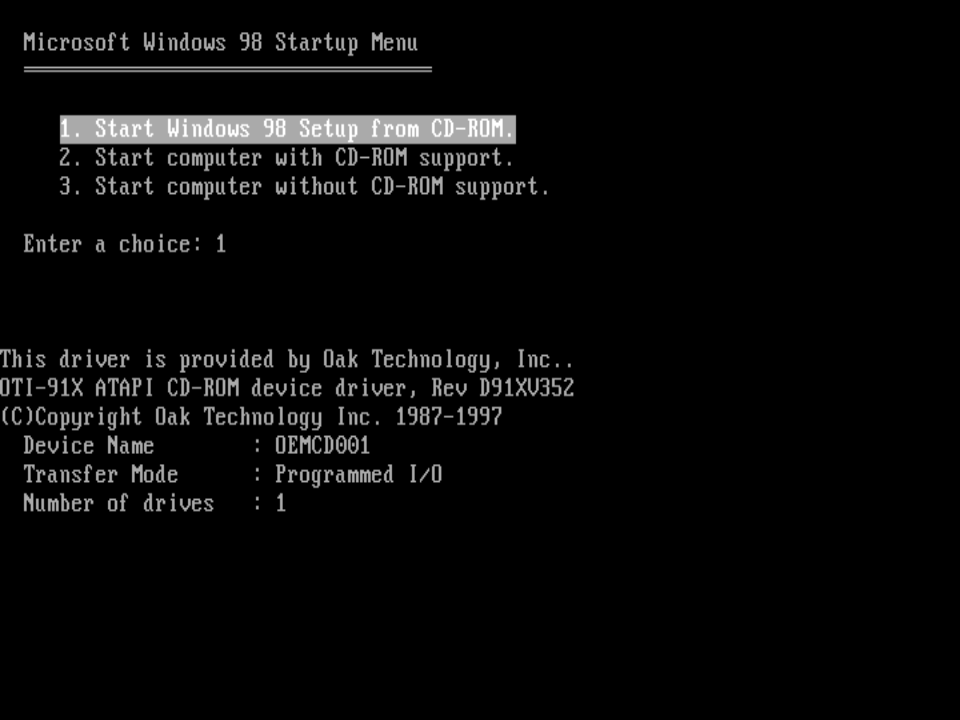 Microsoft Windows 98 Startup Menu
1. Start Windows 98 Setup from CD-ROM.
2. Start computer with CD-ROM support.
3. Start computer without CD-ROM support.
Enter a choice: 1
This driver is provided by Oak Technology, Inc..
OTI-91X ATAPI CD-ROM device driver, Rev D91XV352
(C)Copyright Oak Technology Inc. 1987-1997
Device Name : OEMCD001
Transfer Mode : Programmed I/O
Number of drives : 1